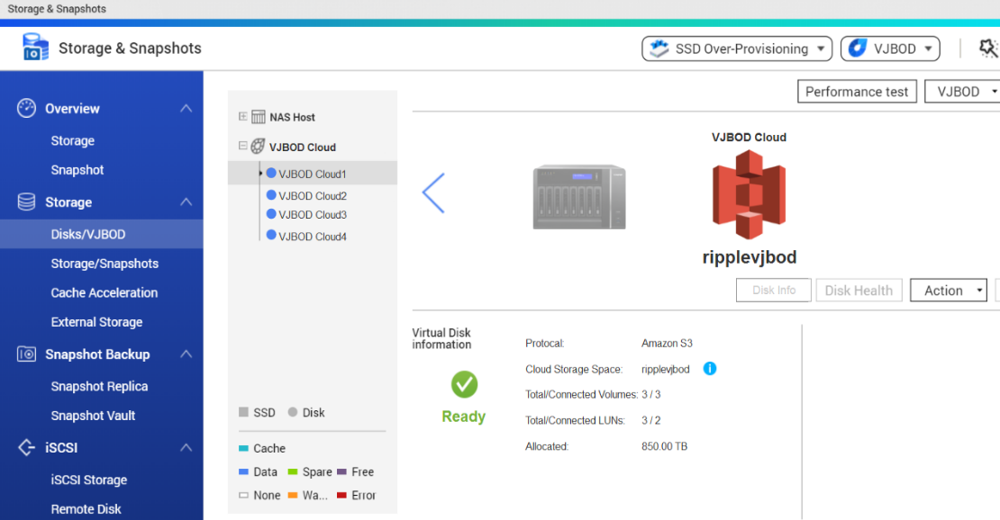 Storage & Snapshots
Storage & Snapshots
SSD Over-Provisioning
VJBOD
Overview
Storage
Snapshot
Storage
Disks/VJBOD
Storage/Snapshots
Cache Acceleration
External Storage
Snapshot Backup
Snapshot Replica
Snapshot Vault
iSCSI
iSCSI Storage
Remote Disk
NAS Host
VJBOD Cloud
VJBOD Cloud1
VJBOD Cloud2
VJBOD Cloud3
VJBOD Cloud4
SSD Disk
Cache
Data Spare Free
None Wa... Error
Performance test VJBOD
VJBOD Cloud
ripplevjbod
Disk Info Disk Health Action
Virtual Disk
information
Ready
Protocal: Amazon S3
Cloud Storage Space: ripplevjbod
Total/Connected Volumes: 3 / 3
Total/Connected LUNs: 3 / 2
Allocated: 850.00 TB